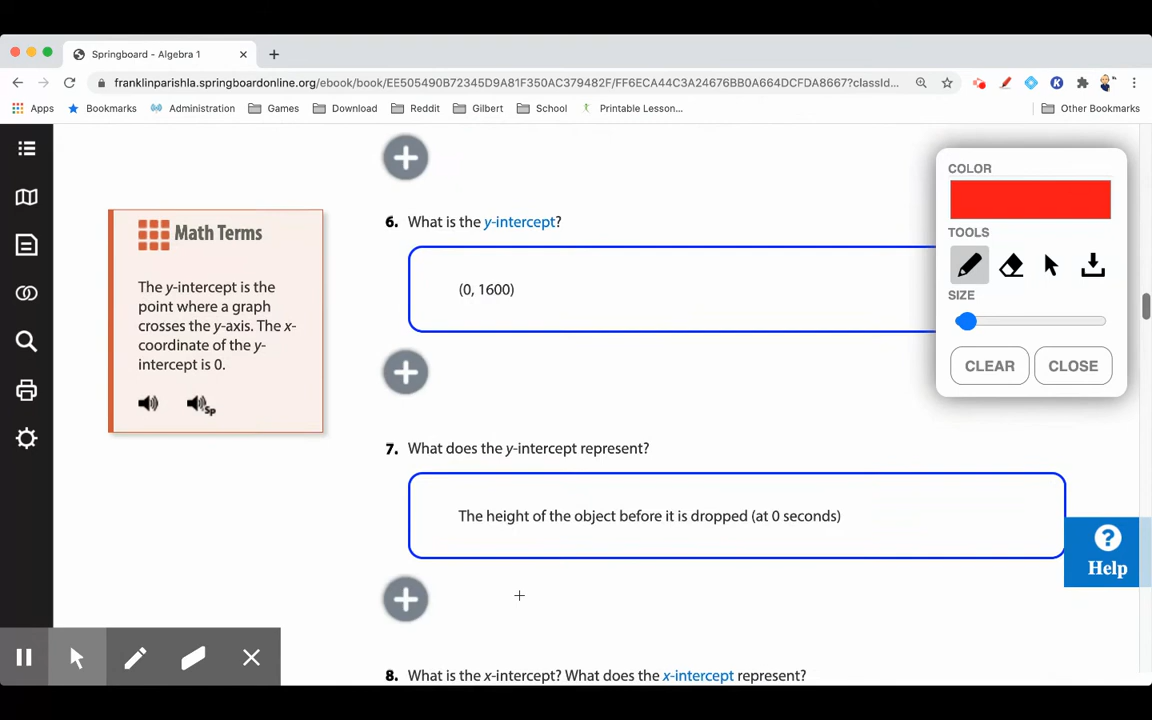 Springboard - Algebra 1
franklinparishla.springboardonline.org/ebook/book/EE505490B72345D9A81F350AC379482F/FF6ECA44C3A24676BB0A664DCFDA8667?classId...
Apps Bookmarks Administration Games Download Reddit Gilbert School Printable Lesson... Other Bookmarks
COLOR
TOOLS
SIZE
CLEAR CLOSE
6. What is the y-intercept?
(0, 1600)
Math Terms
The y-intercept is the
point where a graph
crosses the y-axis. The x-
coordinate of the y-
intercept is 0.
Sp
7. What does the y-intercept represent?
The height of the object before it is dropped (at 0 seconds)
? Help
8. What is the x-intercept? What does the x-intercept represent?